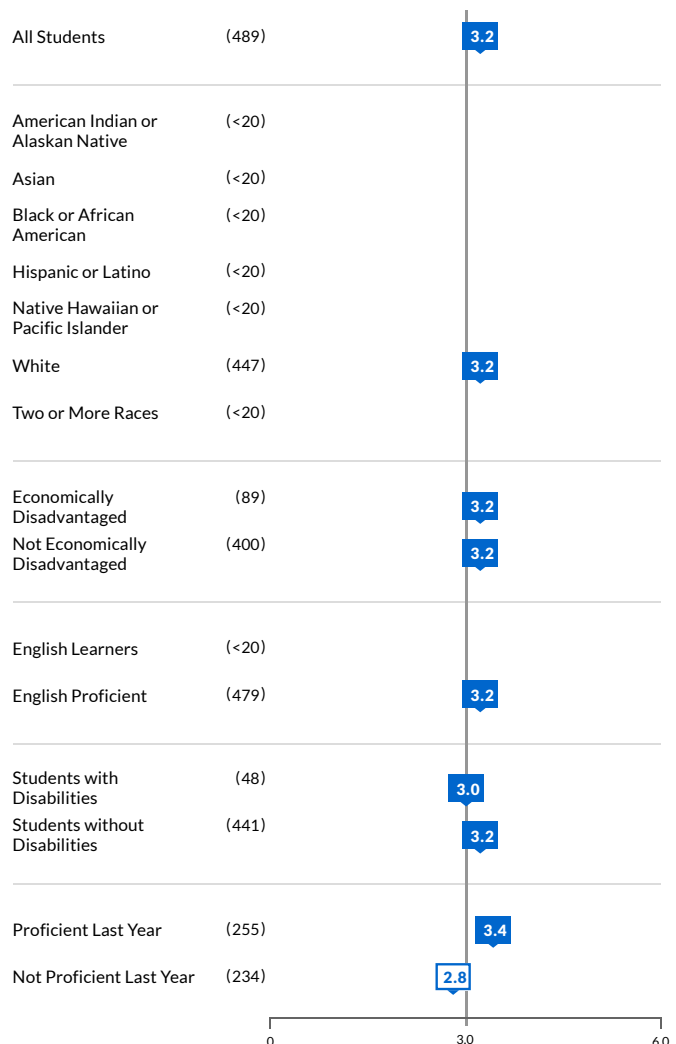 All Students (489) 3.2
American Indian or (<20)
Alaskan Native
Asian (<20)
Black or African (<20)
American
Hispanic or Latino (<20)
Native Hawaiian or (<20)
Pacific Islander
White (447) 3.2
Two or More Races (<20)
Economically (89) 3.2
Disadvantaged
Not Economically (400) 3.2
Disadvantaged
English Learners (<20)
English Proficient (479) 3.2
Students with (48) 3.0
Disabilities
Students without (441) 3.2
Disabilities
Proficient Last Year (255) 3.4
Not Proficient Last Year (234) 2.8
0 3.0 6.0